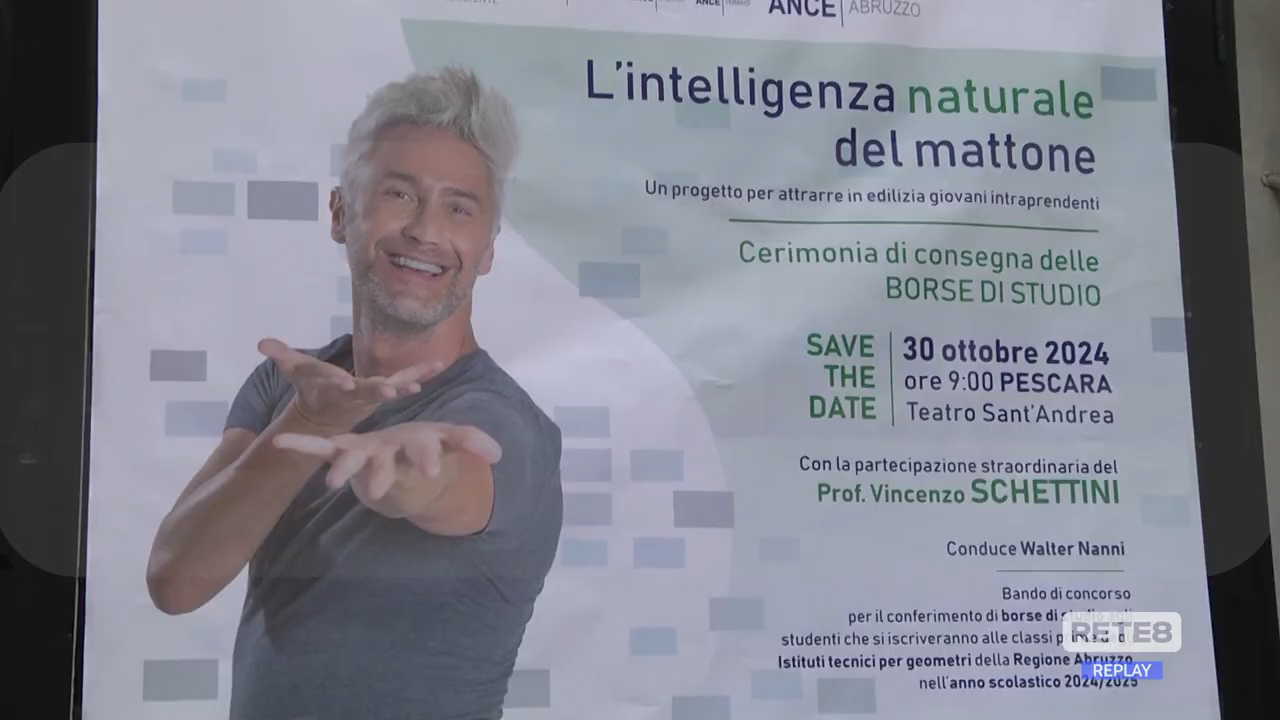 ANCE ABRUZZO
L'intelligenza naturale
del mattone
Un progetto per attrarre in edilizia giovani intraprendenti
Cerimonia di consegna delle
BORSE DI STUDIO
SAVE
THE
DATE
30 ottobre 2024
ore 9:00 PESCARA
Teatro Sant'Andrea
Con la partecipazione straordinaria del
Prof. Vincenzo SCHETTINI
Conduce Walter Nanni
Bando di concorso
per il conferimento di borse di
studenti che si iscriveranno alle classi
Istituti tecnici per geometri della Regione Abruzzo
nell'anno scolastico 2024/2025
RETE8
REPLAY